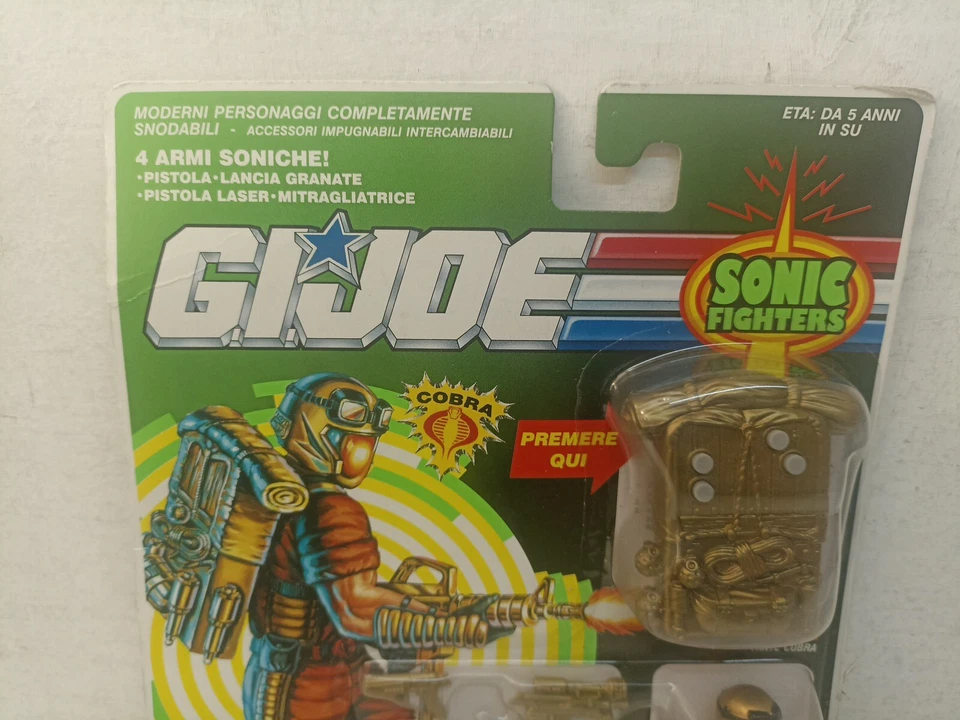 MODERNI PERSONAGGI COMPLETAMENTE
SNODABILI - ACCESSORI IMPUGNABILI INTERCAMBIABILI
ETA: DA 5 ANNI
IN SU
4 ARMI SONICHE!
•PISTOLA•LANCIA GRANATE
•PISTOLA LASER•MITRAGLIATRICE
G.I. JOE
SONIC
FIGHTERS
COBRA
PREMERE
QUI
COBRA